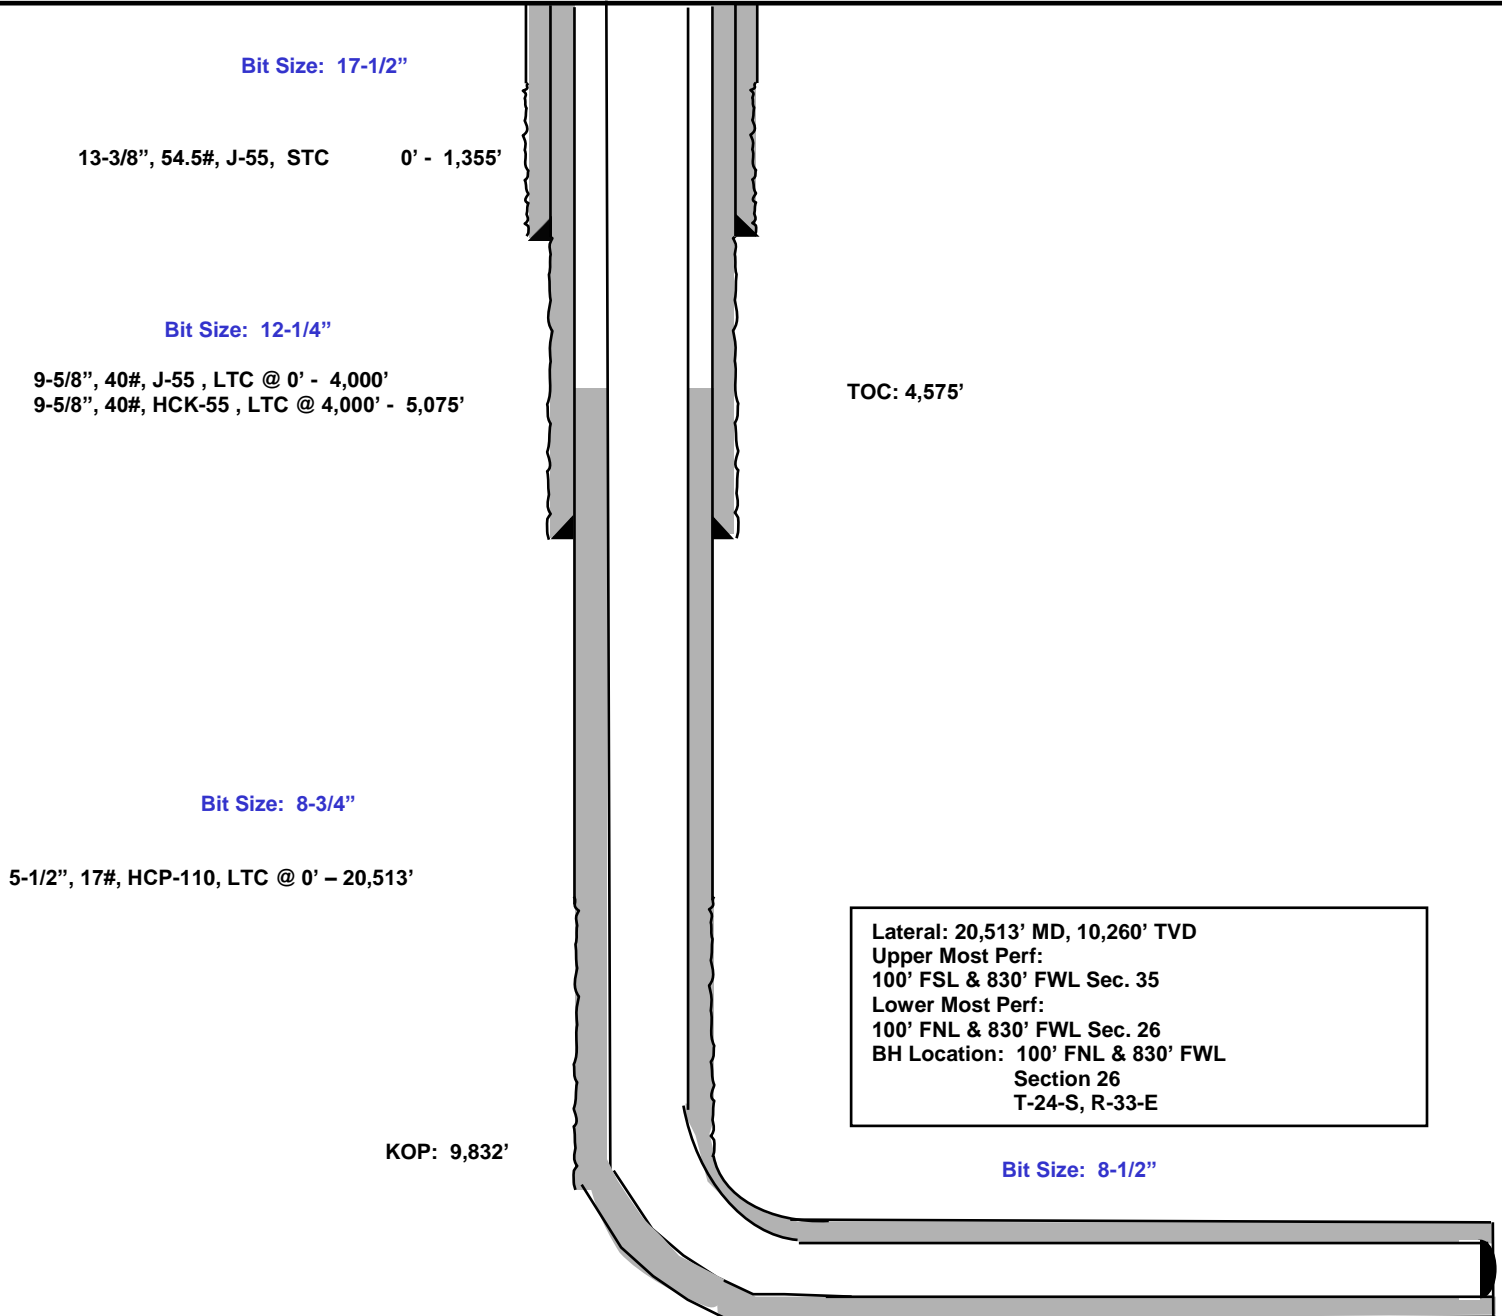 Bit Size: 17-1/2”
13-3/8”, 54.5#, J-55, STC 0’ - 1,355’
Bit Size: 12-1/4”
9-5/8”, 40#, J-55 , LTC @ 0’ - 4,000’
9-5/8”, 40#, HCK-55 , LTC @ 4,000’ - 5,075’
TOC: 4,575’
Bit Size: 8-3/4”
5-1/2”, 17#, HCP-110, LTC @ 0’ – 20,513’
Lateral: 20,513’ MD, 10,260’ TVD
Upper Most Perf:
100’ FSL & 830’ FWL Sec. 35
Lower Most Perf:
100’ FNL & 830’ FWL Sec. 26
BH Location: 100’ FNL & 830’ FWL
Section 26
T-24-S, R-33-E
KOP: 9,832’
Bit Size: 8-1/2”